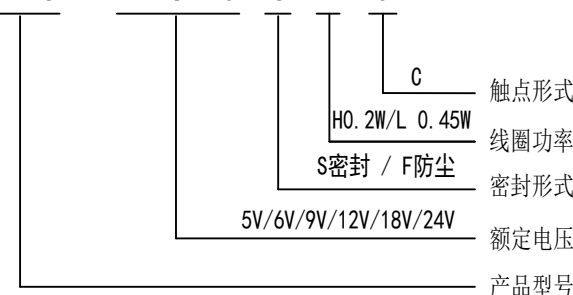 C 触点形式
H0.2W/L 0.45W 线圈功率
S密封 / F防尘 密封形式
5V/6V/9V/12V/18V/24V 额定电压
产品型号